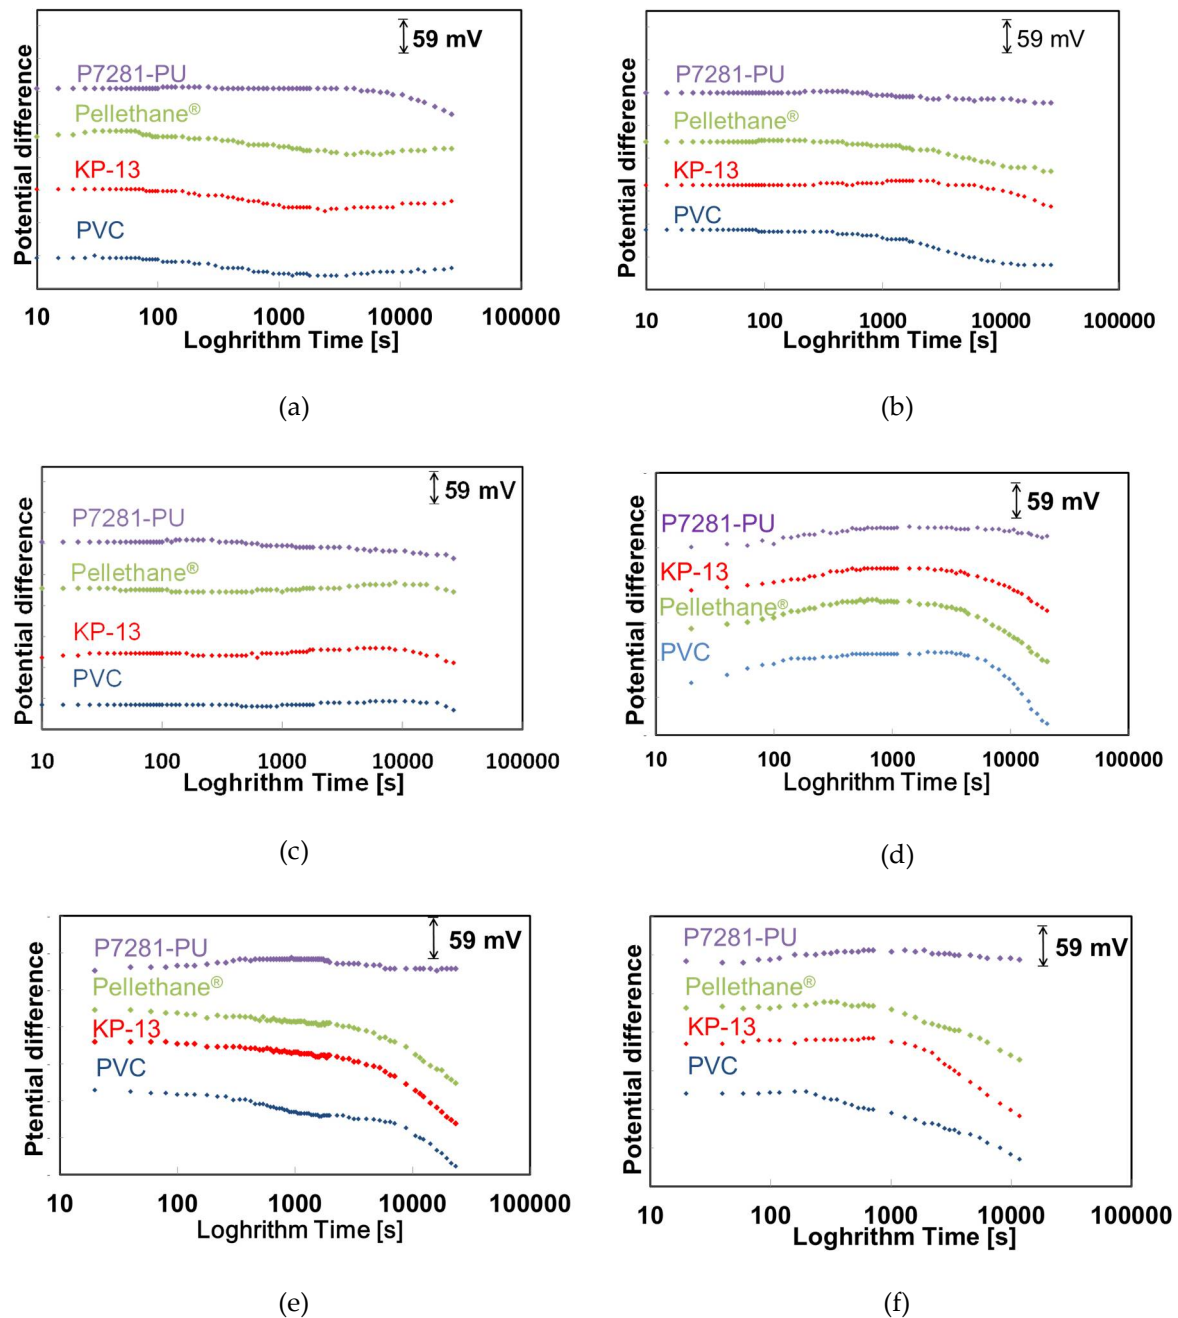 59 mV
P7281-PU
Pellethane®
KP-13
PVC
Potential difference
10 100 1000 10000 100000
Loghrithm Time [s]
(a)
59 mV
P7281-PU
Pellethane®
KP-13
PVC
Potential difference
10 100 1000 10000 100000
Loghrithm Time [s]
(b)
59 mV
P7281-PU
Pellethane®
KP-13
PVC
Potential difference
10 100 1000 10000 100000
Loghrithm Time [s]
(c)
59 mV
P7281-PU
KP-13
Pellethane®
PVC
Potential difference
10 100 1000 10000 100000
Loghrithm Time [s]
(d)
59 mV
P7281-PU
Pellethane®
KP-13
PVC
Ptential difference
10 100 1000 10000 100000
Loghrithm Time [s]
(e)
59 mV
P7281-PU
Pellethane®
KP-13
PVC
Potential difference
10 100 1000 10000 100000
Loghrithm Time [s]
(f)